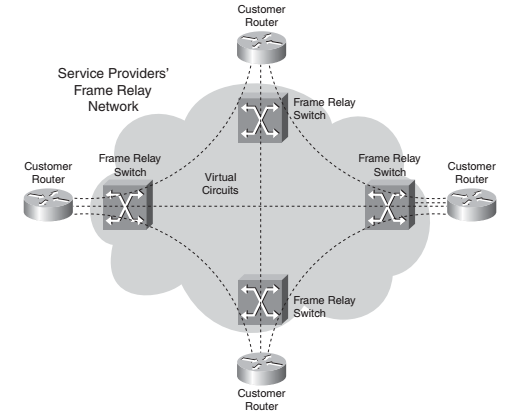 Customer
Router
Service Providers'
Frame Relay
Network
Frame Relay
Switch
Customer
Router
Frame Relay
Switch
Virtual
Circuits
Frame Relay
Switch
Customer
Router
Frame Relay
Switch
Customer
Router